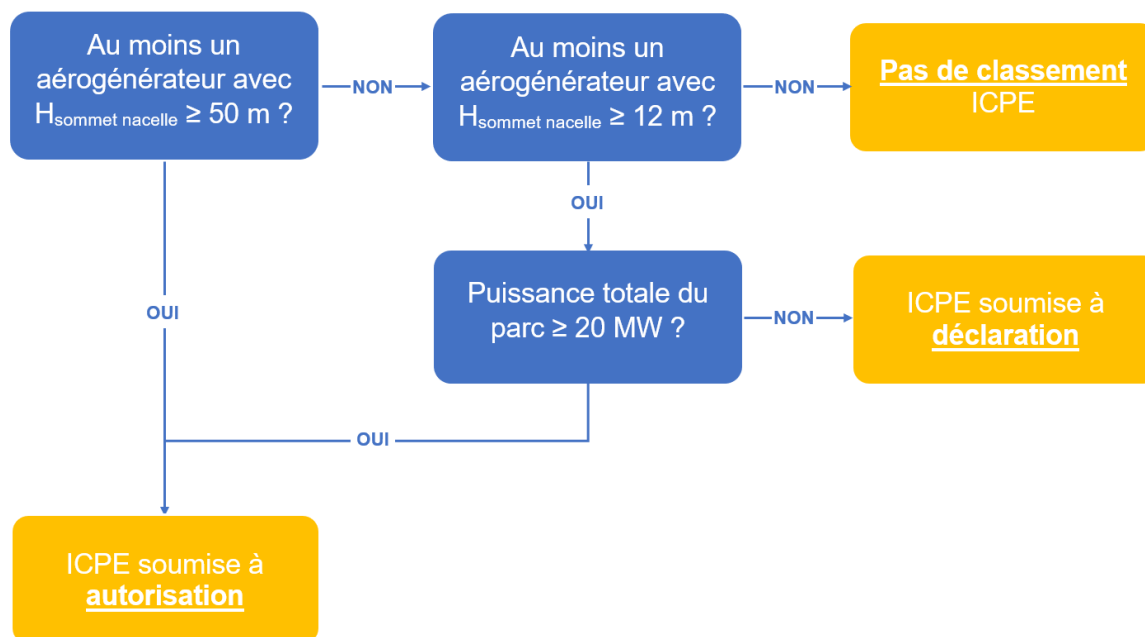 Au moins un
aérogénérateur avec
Hsommet nacelle ≥ 50 m ?
NON
Au moins un
aérogénérateur avec
Hsommet nacelle ≥ 12 m ?
NON
Pas de classement
ICPE
OUI
Puissance totale du
parc ≥ 20 MW ?
NON
ICPE soumise à
déclaration
OUI
OUI
ICPE soumise à
autorisation